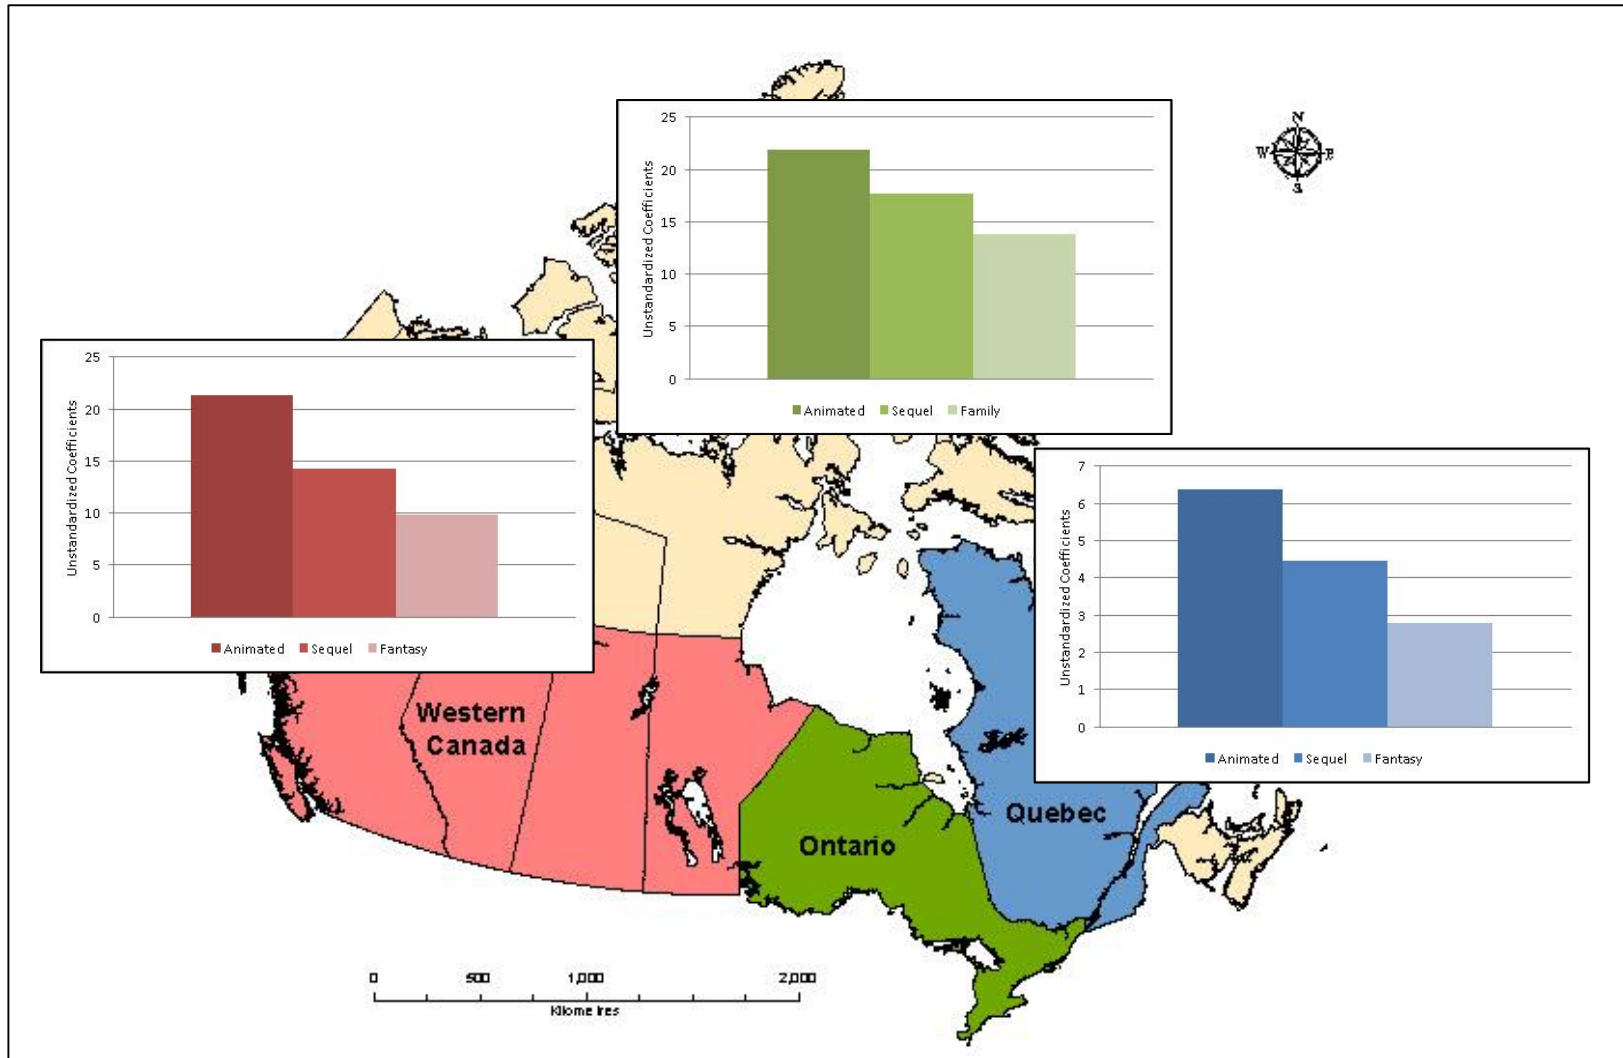 N
W
E
S
25
20
15
10
5
0
Unstandardized Coefficients
Animated Sequel Family
25
20
15
10
5
0
Unstandardized Coefficients
Animated Sequel Fantasy
7
6
5
4
3
2
1
0
Unstandardized Coefficients
Animated Sequel Fantasy
Western
Canada
Ontario
Quebec
0 500 1,000 2,000
Kilometres